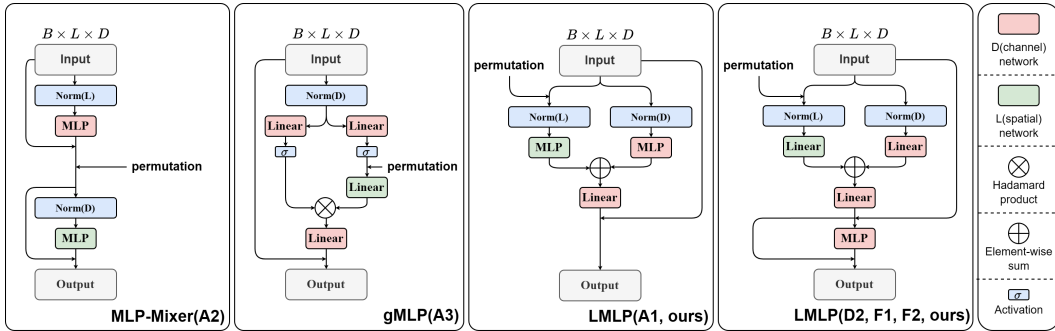 B × L × D
Input
Norm(L)
MLP
permutation
Norm(D)
MLP
Output
MLP-Mixer(A2)
B × L × D
Input
Norm(D)
Linear
Linear
σ
σ
permutation
Linear
Linear
Output
gMLP(A3)
B × L × D
Input
permutation
Norm(L)
Norm(D)
MLP
MLP
Linear
Output
LMLP(A1, ours)
B × L × D
Input
permutation
Norm(L)
Norm(D)
Linear
Linear
Linear
MLP
Output
LMLP(D2, F1, F2, ours)
D(channel)
network
L(spatial)
network
Hadamard
product
Element-wise
sum
σ
Activation